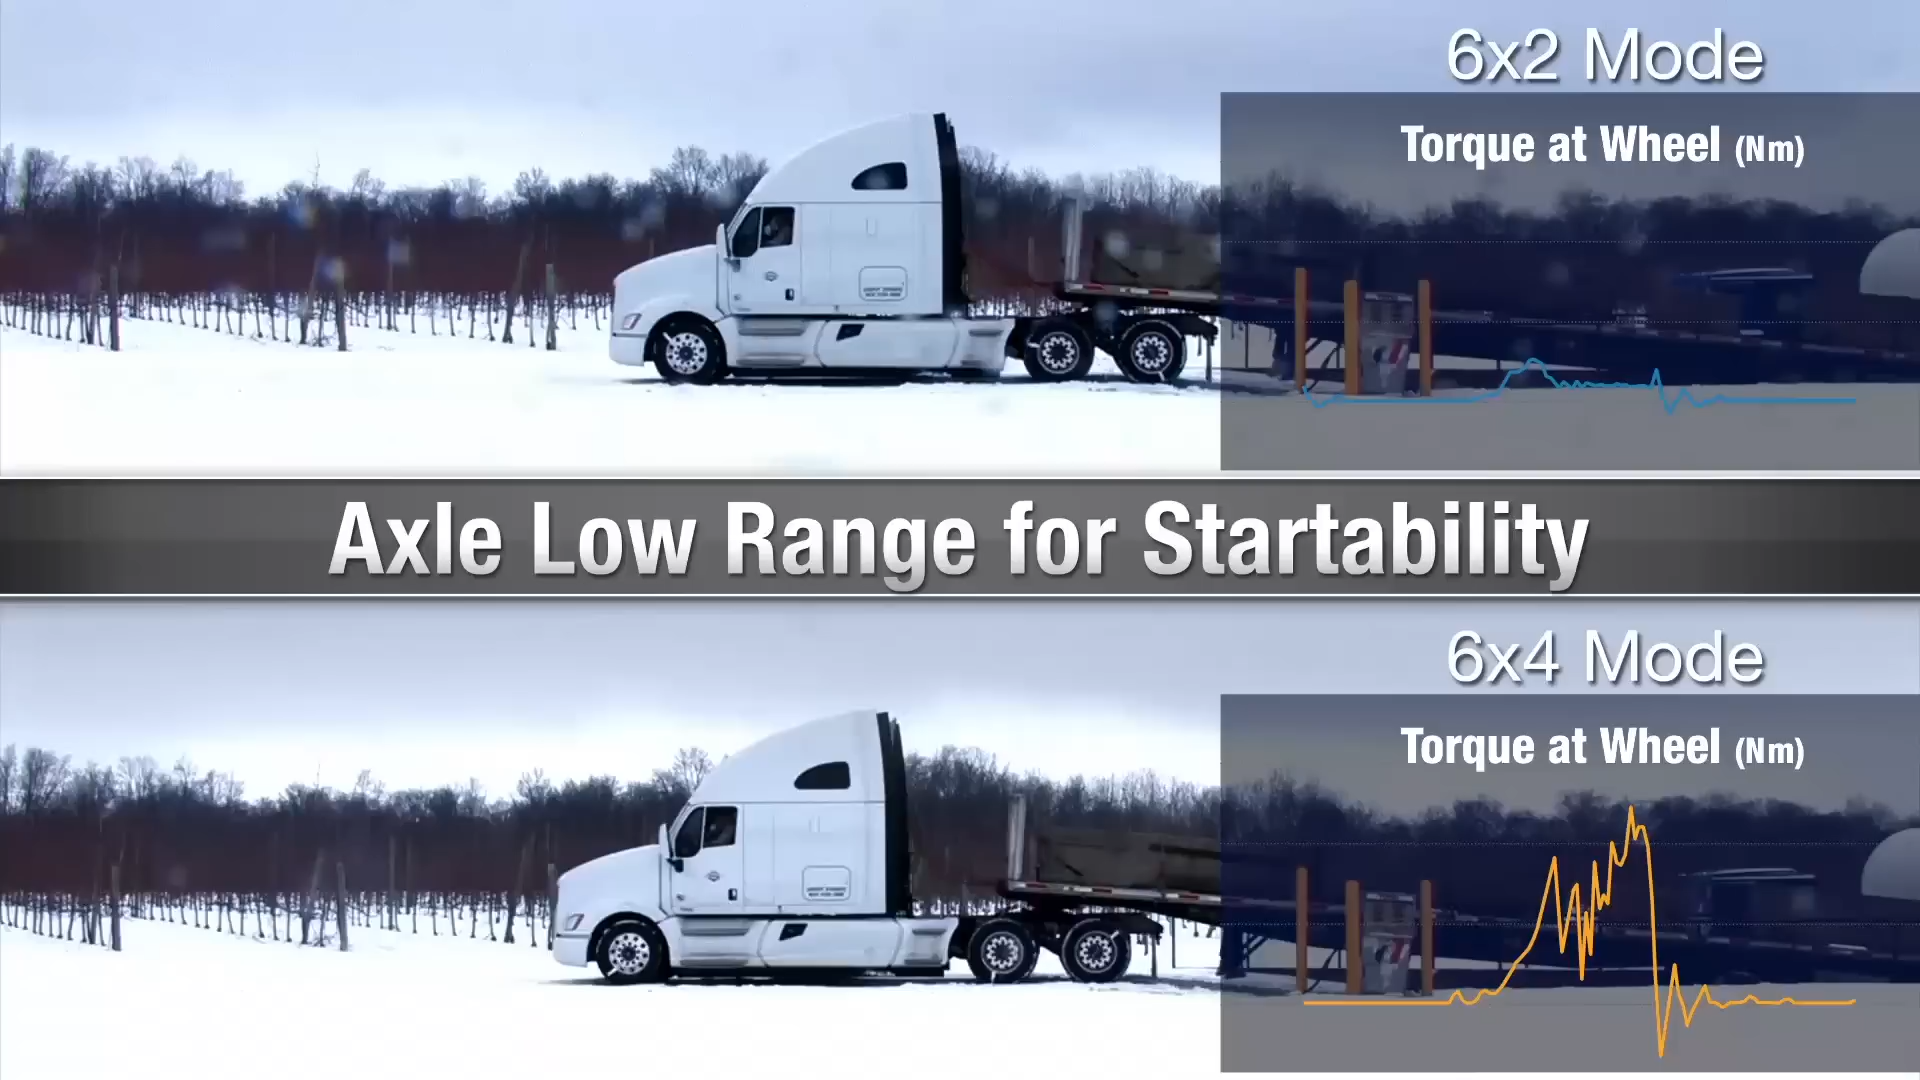 6x2 Mode
Torque at Wheel (Nm)
Axle Low Range for Startability
6x4 Mode
Torque at Wheel (Nm)